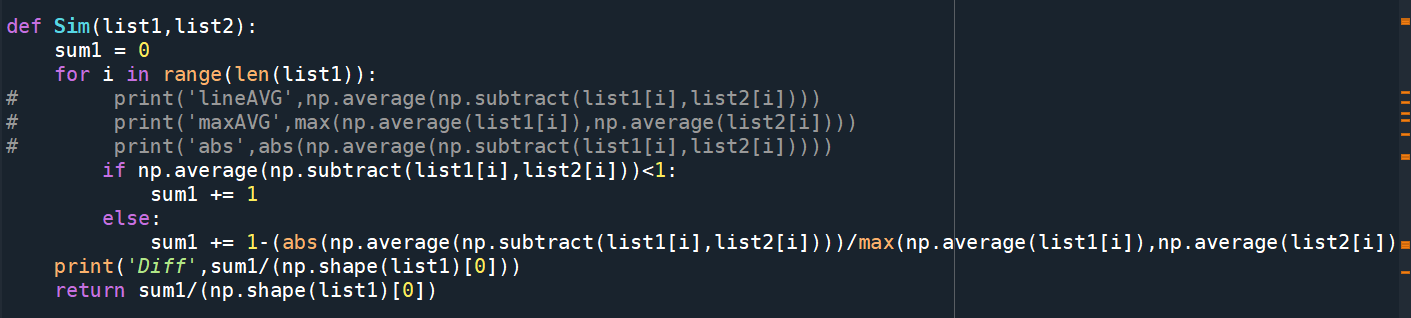 def Sim(list1,list2):
    sum1 = 0
    for i in range(len(list1)):
#        print('lineAVG',np.average(np.subtract(list1[i],list2[i])))
#        print('maxAVG',max(np.average(list1[i]),np.average(list2[i])))
#        print('abs',abs(np.average(np.subtract(list1[i],list2[i]))))
        if np.average(np.subtract(list1[i],list2[i]))<1:
            sum1 += 1
        else:
            sum1 += 1-(abs(np.average(np.subtract(list1[i],list2[i])))/max(np.average(list1[i]),np.average(list2[i])
    print('Diff',sum1/(np.shape(list1)[0]))
    return sum1/(np.shape(list1)[0])